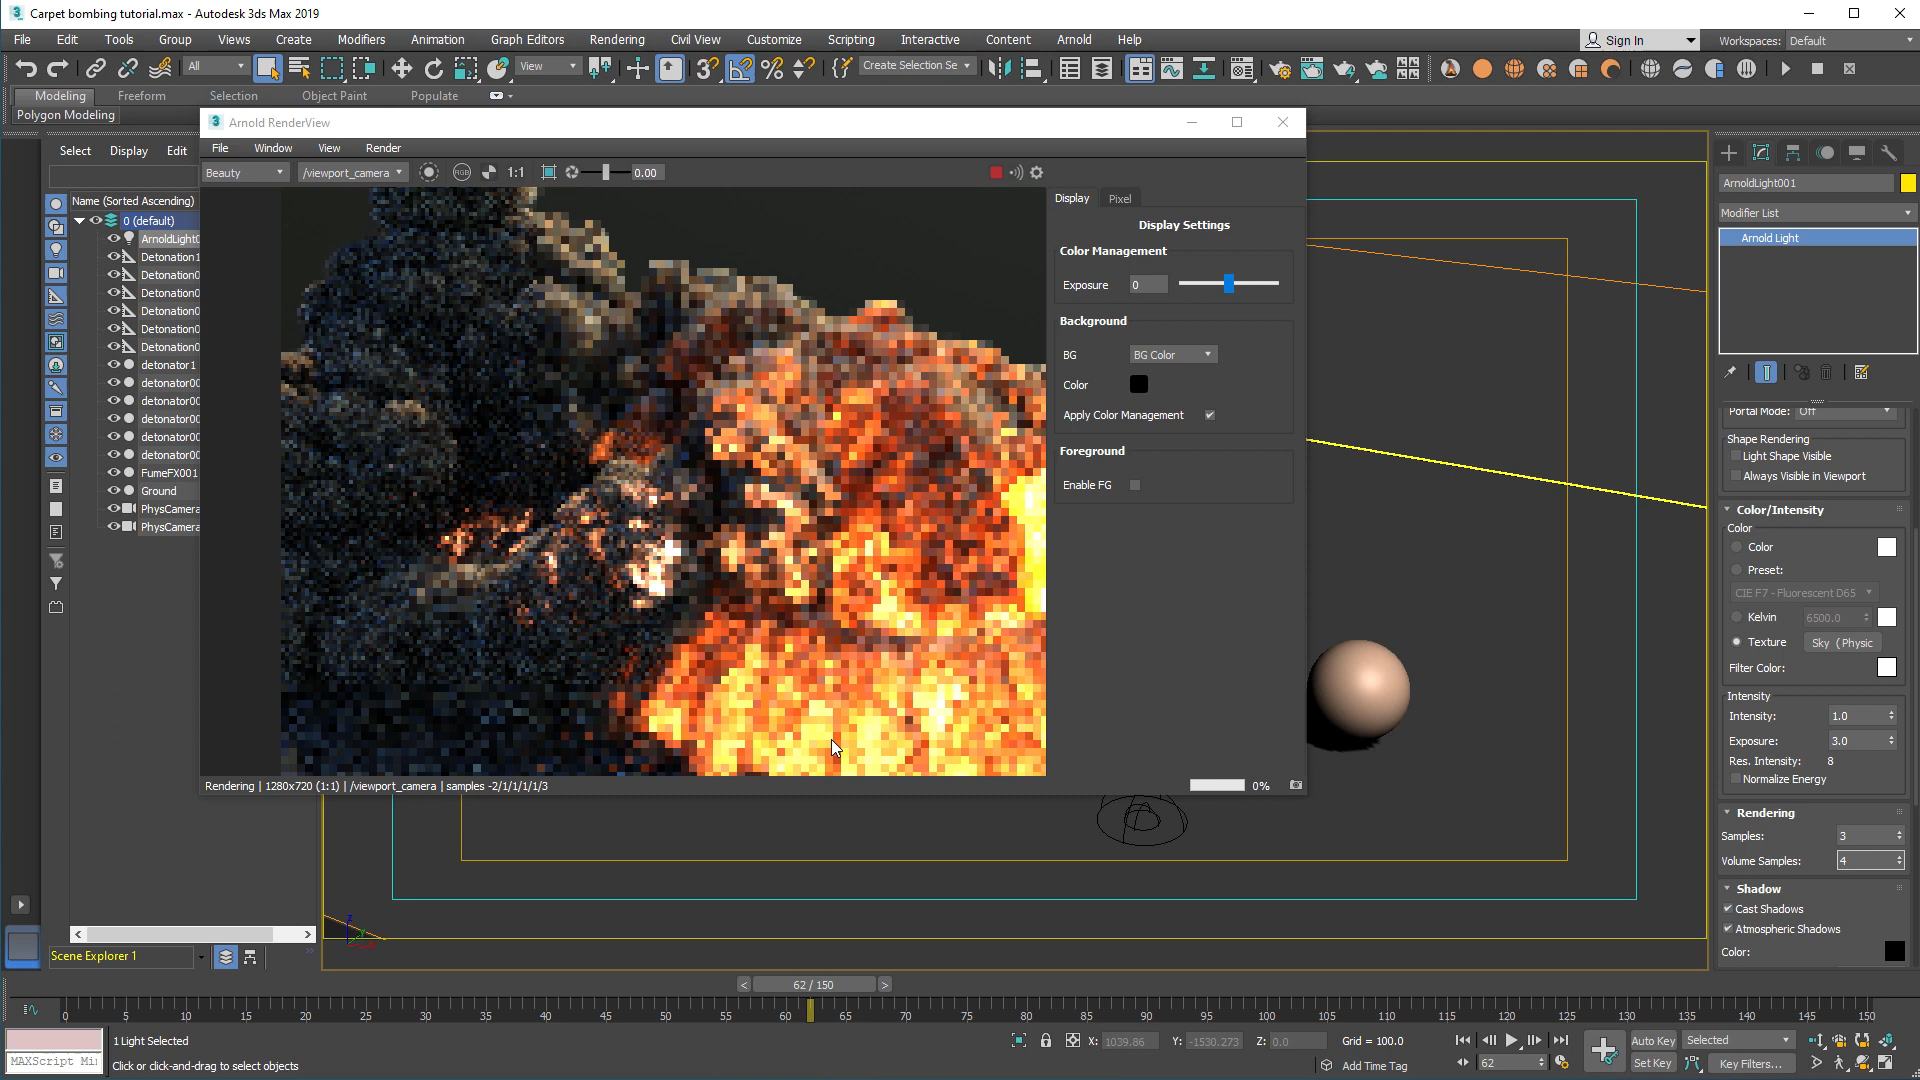 Carpet bombing tutorial.max - Autodesk 3ds Max 2019
File Edit Tools Group Views Create Modifiers Animation Graph Editors Rendering Civil View Customize Scripting Interactive Content Arnold Help
Sign In
Workspaces: Default
All
View
Create Selection Se
Modeling Freeform Selection Object Paint Populate
Polygon Modeling
Select Display Edit
Name (Sorted Ascending)
0 (default)
ArnoldLight0
Detonation1
Detonation0
Detonation0
Detonation0
Detonation0
Detonation0
detonator1
detonator00
detonator00
detonator00
detonator00
detonator00
FumeFX001
Ground
PhysCamera
PhysCamera
Scene Explorer 1
Arnold RenderView
File Window View Render
Beauty /viewport_camera RGB 1:1 0.00
Display Pixel
Display Settings
Color Management
Exposure 0
Background
BG BG Color
Color
Apply Color Management
Foreground
Enable FG
Rendering | 1280x720 (1:1) | /viewport_camera | samples -2/1/1/1/1/3
0%
ArnoldLight001
Modifier List
Arnold Light
Portal Mode: Off
Shape Rendering
Light Shape Visible
Always Visible in Viewport
Color/Intensity
Color
Color
Preset:
CIE F7 - Fluorescent D65
Kelvin 6500.0
Texture Sky (Physic
Filter Color:
Intensity
Intensity: 1.0
Exposure: 3.0
Res. Intensity: 8
Normalize Energy
Rendering
Samples: 3
Volume Samples: 4
Shadow
Cast Shadows
Atmospheric Shadows
Color:
< 62 / 150 >
0 5 10 15 20 25 30 35 40 45 50 55 60 65 70 75 80 85 90 95 100 105 110 115 120 125 130 135 140 145 150
MAXScript Mi
1 Light Selected
Click or click-and-drag to select objects
X: 1039.86 Y: -1530.273 Z: 0.0 Grid = 100.0
Add Time Tag
62
Auto Key Selected
Set Key Key Filters...